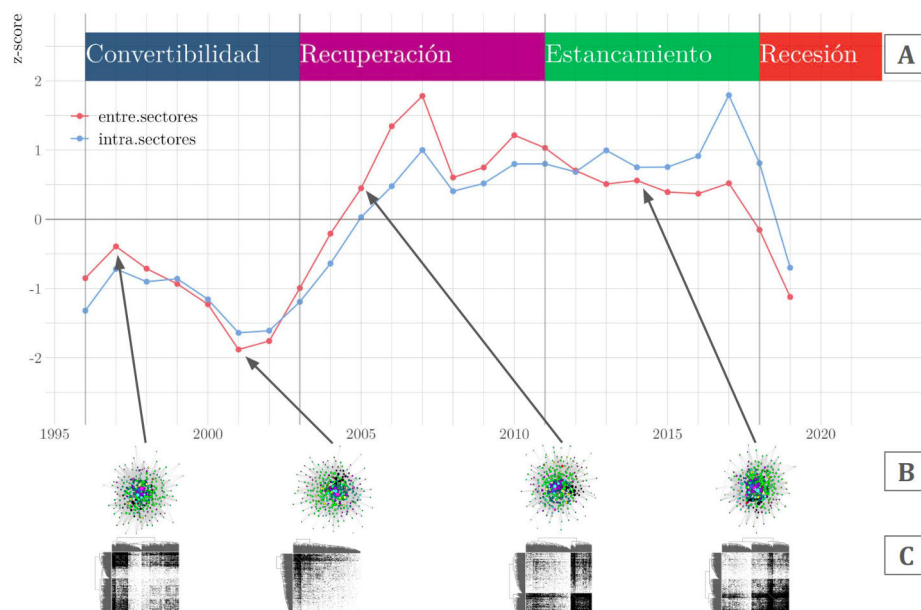 z-score
Convertibilidad
Recuperación
Estancamiento
Recesión
A
2
entre.sectores
intra.sectores
1
0
-1
-2
1995
2000
2005
2010
2015
2020
B
C